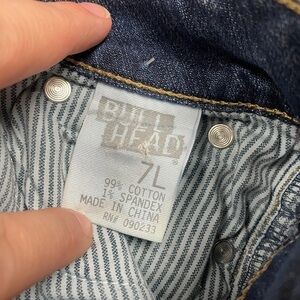 BULL
HEAD
7L
99% COTTON
1% SPANDEX
MADE IN CHINA
RN# 090233